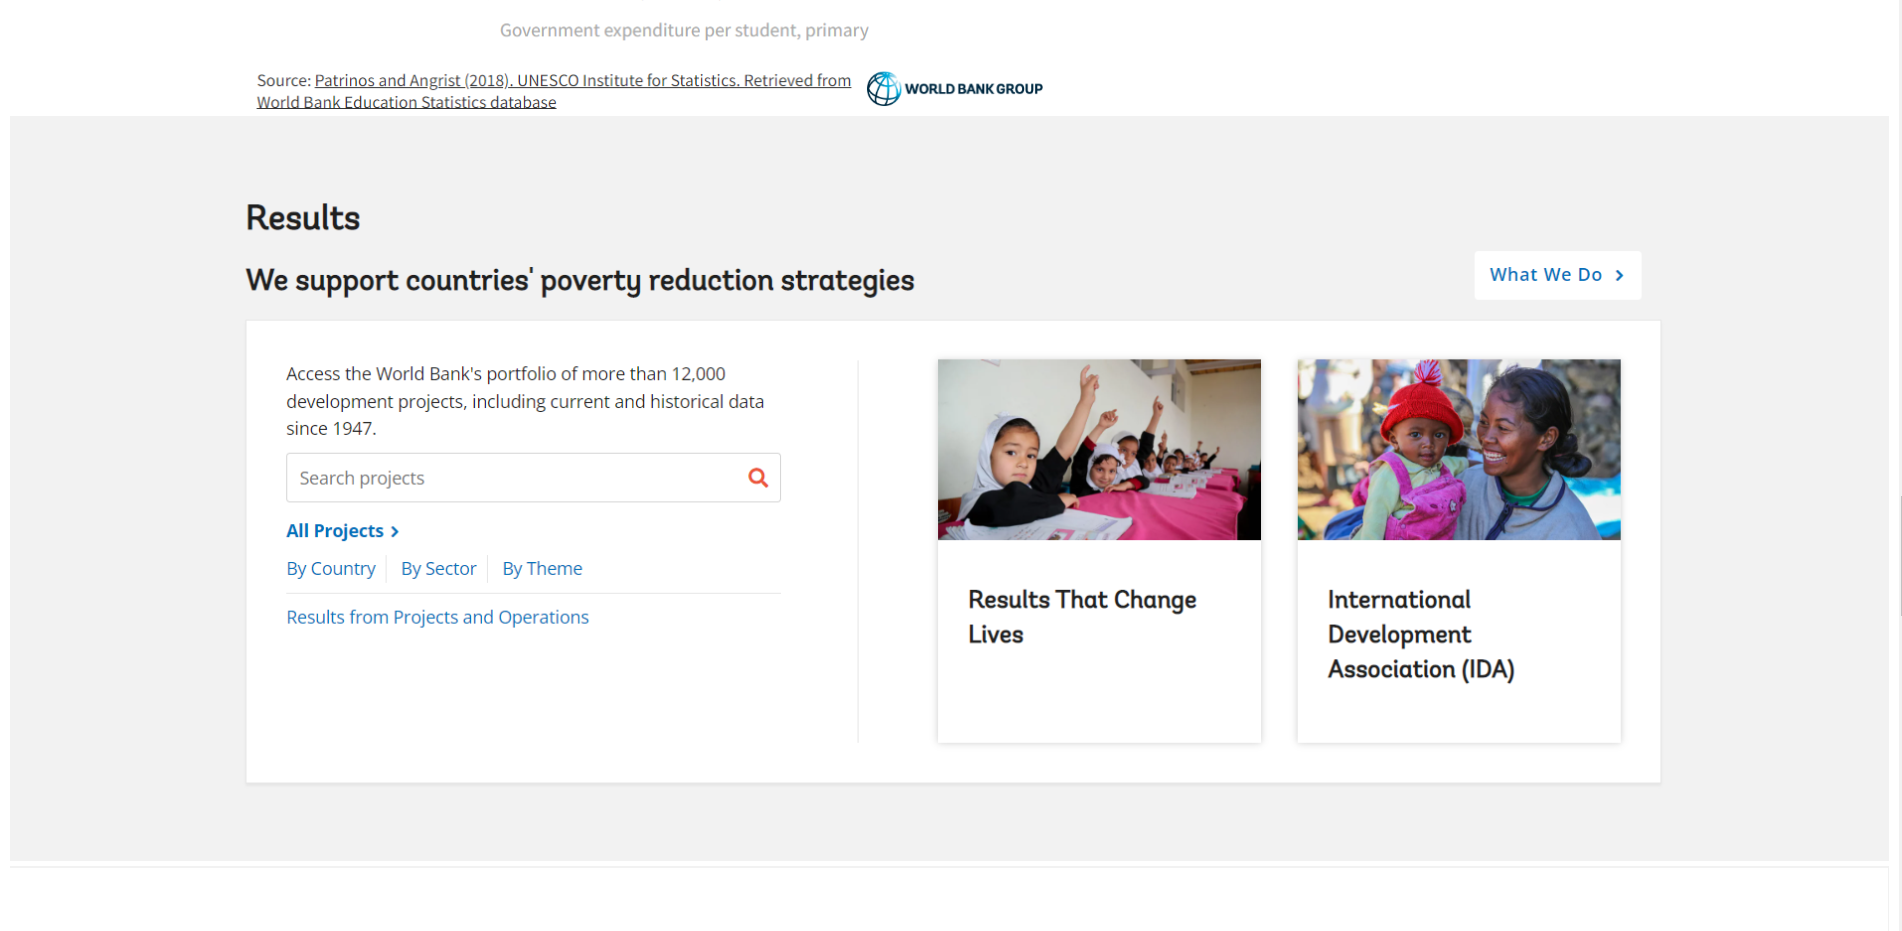 Government expenditure per student, primary
Source: Patrinos and Angrist (2018). UNESCO Institute for Statistics. Retrieved from
World Bank Education Statistics database
WORLD BANK GROUP
Results
We support countries' poverty reduction strategies
What We Do
Access the World Bank's portfolio of more than 12,000
development projects, including current and historical data
since 1947.
Search projects
All Projects
By Country By Sector By Theme
Results from Projects and Operations
Results That Change
Lives
International
Development
Association (IDA)